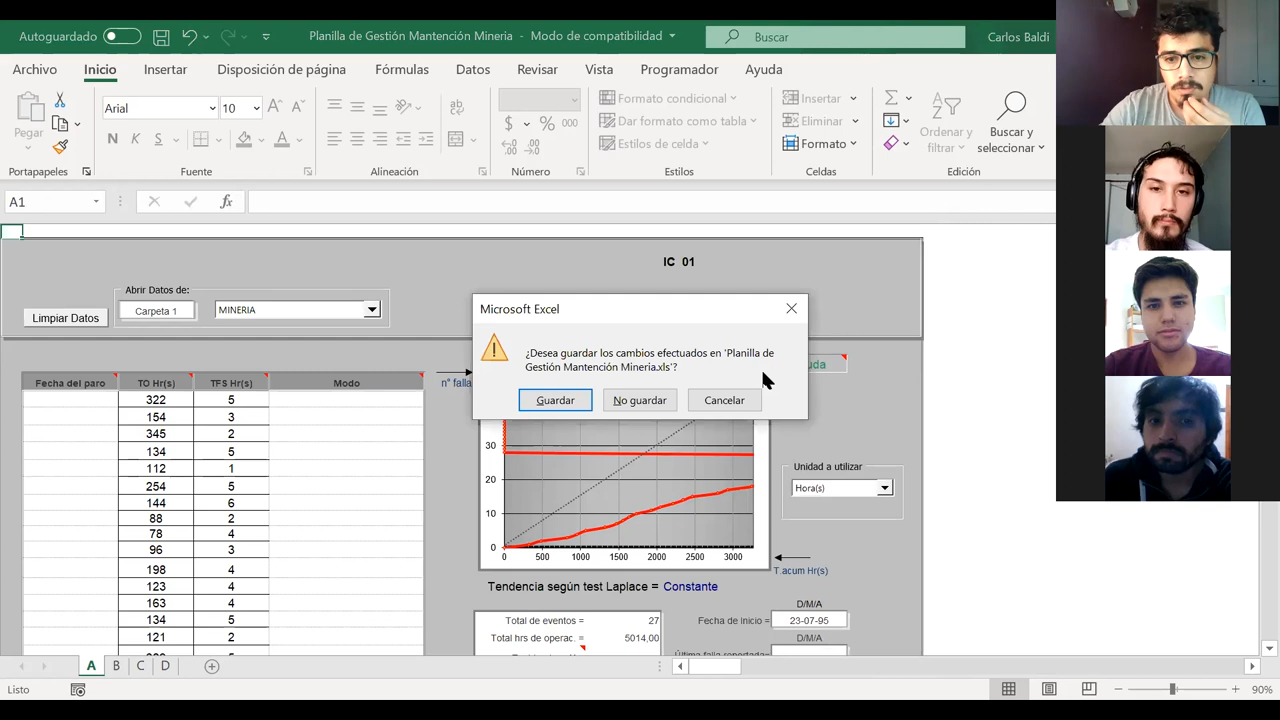 Autoguardado
Planilla de Gestión Mantención Mineria - Modo de compatibilidad
Buscar
Carlos Baldi
Archivo Inicio Insertar Disposición de página Fórmulas Datos Revisar Vista Programador Ayuda
Pegar
Arial 10
N K S A
ab
$ % 000
Formato condicional
Dar formato como tabla
Estilos de celda
Insertar
Eliminar
Formato
Ordenar y
filtrar
Buscar y
seleccionar
Portapapeles Fuente Alineación Número Estilos Celdas Edición
A1 fx
IC 01
Abrir Datos de:
Limpiar Datos
Carpeta 1
MINERIA
Microsoft Excel
¿Desea guardar los cambios efectuados en 'Planilla de
Gestión Mantención Mineria.xls'?
Guardar No guardar Cancelar
uda
Fecha del paro TO Hr(s) TFS Hr(s) Modo
n° falla
322 5
154 3
345 2
134 5
112 1
254 5
144 6
88 2
78 4
96 3
198 4
123 4
163 4
134 5
121 2
30
20
10
0
0 500 1000 1500 2000 2500 3000
T.acum Hr(s)
Unidad a utilizar
Hora(s)
Tendencia según test Laplace = Constante
Total de eventos = 27
Total hrs de operac. = 5014,00
D/M/A
Fecha de Inicio = 23-07-95
D/M/A
Última falla reportada=
A B C D
Listo
90%